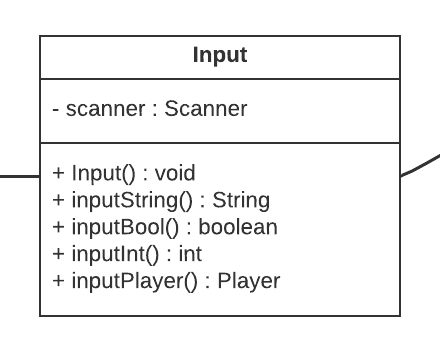 Input
- scanner : Scanner
+ Input() : void
+ inputString() : String
+ inputBool() : boolean
+ inputInt() : int
+ inputPlayer() : Player